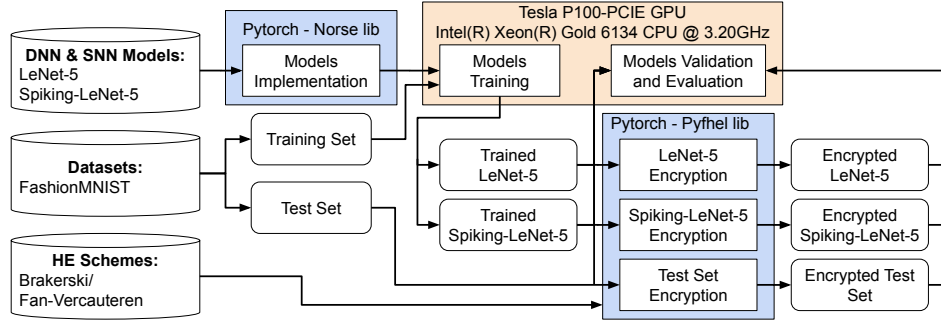 DNN & SNN Models:
LeNet-5
Spiking-LeNet-5
Pytorch - Norse lib
Models
Implementation
Tesla P100-PCIE GPU
Intel(R) Xeon(R) Gold 6134 CPU @ 3.20GHz
Models
Training
Models Validation
and Evaluation
Datasets:
FashionMNIST
Training Set
Test Set
Pytorch - Pyfhel lib
Trained
LeNet-5
LeNet-5
Encryption
Encrypted
LeNet-5
Trained
Spiking-LeNet-5
Spiking-LeNet-5
Encryption
Encrypted
Spiking-LeNet-5
HE Schemes:
Brakerski/
Fan-Vercauteren
Test Set
Encryption
Encrypted Test
Set